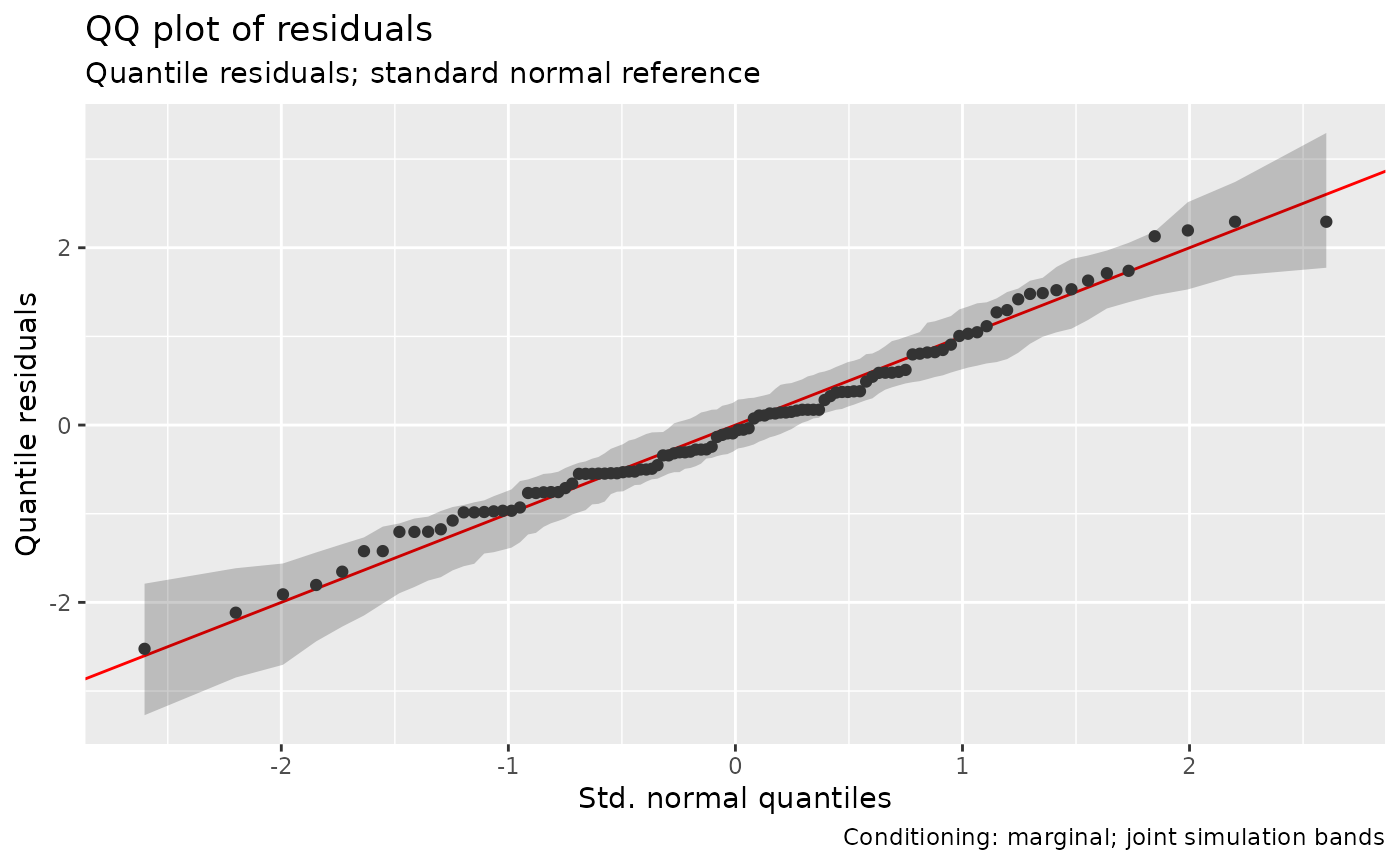 QQ plot of residuals
Quantile residuals; standard normal reference
Quantile residuals
2
0
-2
-2
-1
0
1
2
Std. normal quantiles
Conditioning: marginal; joint simulation bands